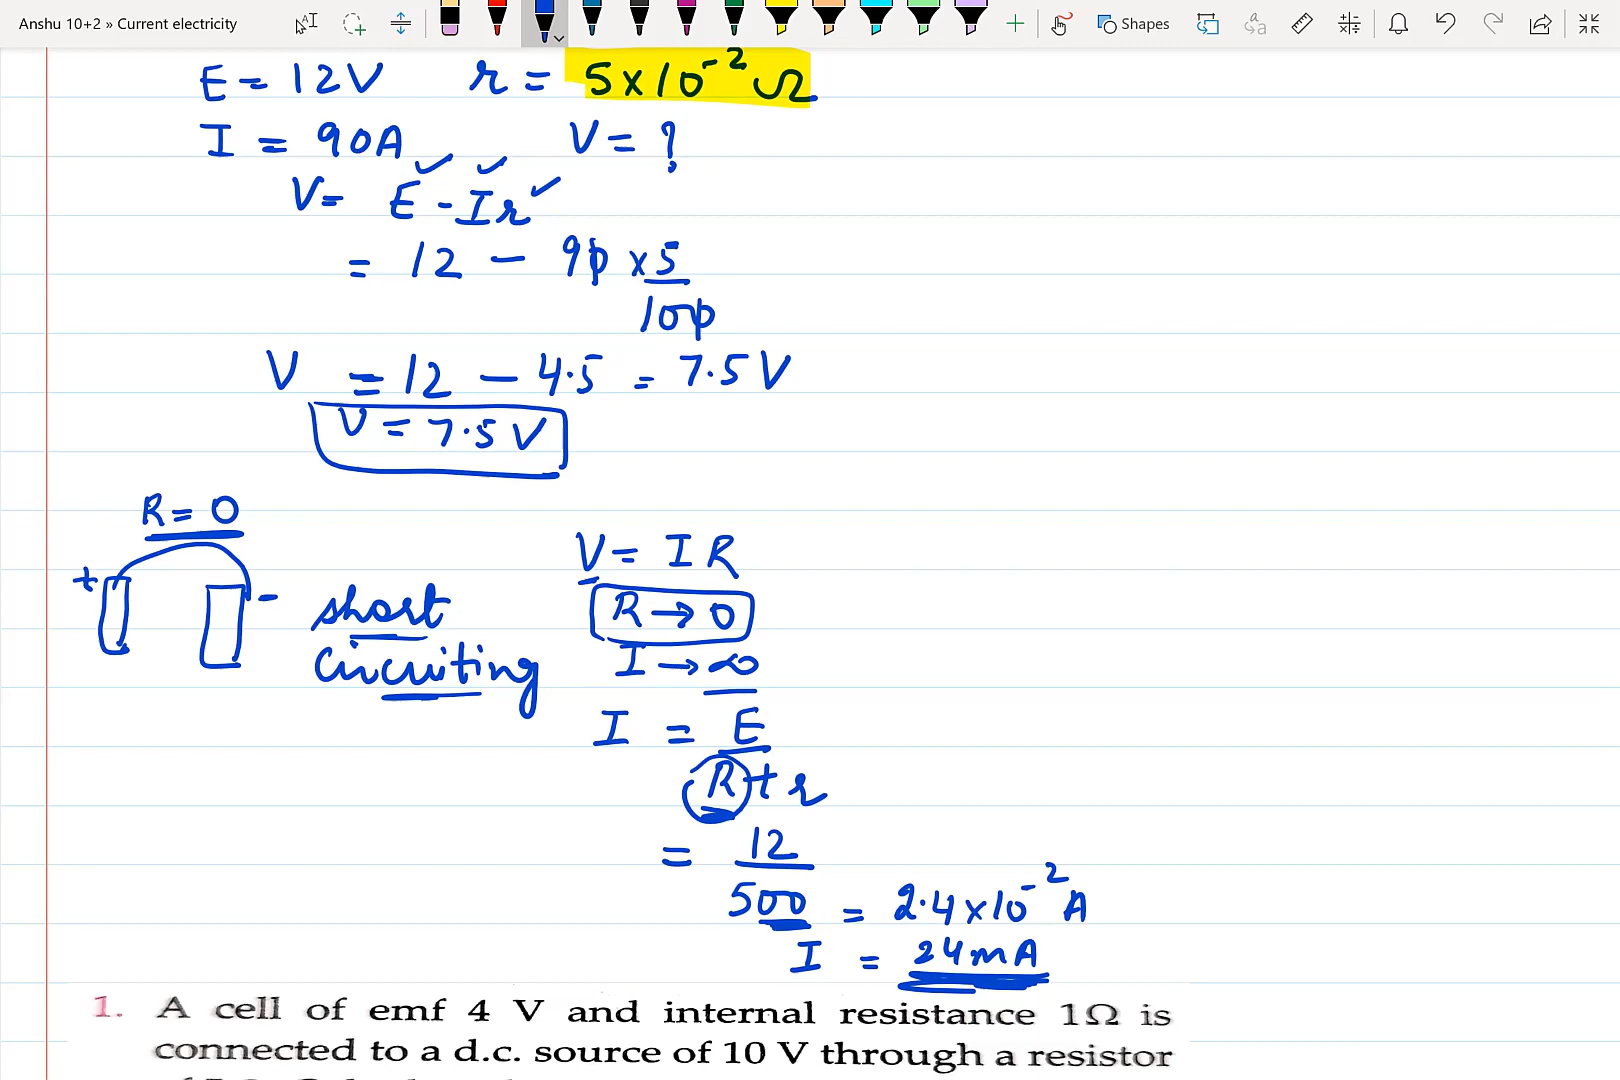 Anshu 10+2 » Current electricity
Shapes
E = 12V r = 5×10⁻² Ω
I = 90A V = ?
V = E - Ir
= 12 - 90 × 5
100
V = 12 - 4.5 = 7.5 V
V = 7.5 V
R = 0
+ -
short
circuiting
V = IR
R → 0
I → ∞
I = E
R + r
= 12
500 = 2.4×10⁻² A
I = 24mA
1. A cell of emf 4 V and internal resistance 1Ω is
connected to a d.c. source of 10 V through a resistor